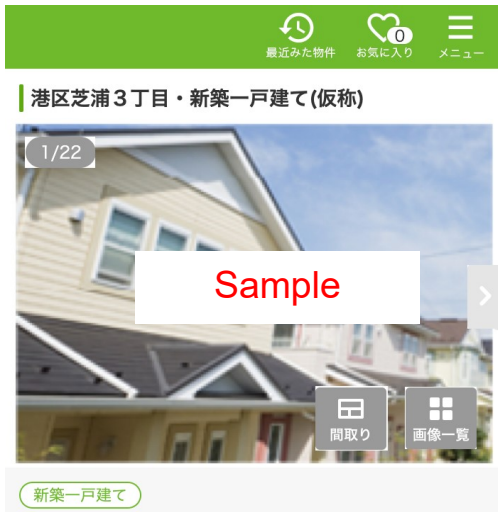 最近みた物件
0
お気に入り
メニュー
港区芝浦3丁目・新築一戸建て(仮称)
1/22
Sample
間取り
画像一覧
新築一戸建て